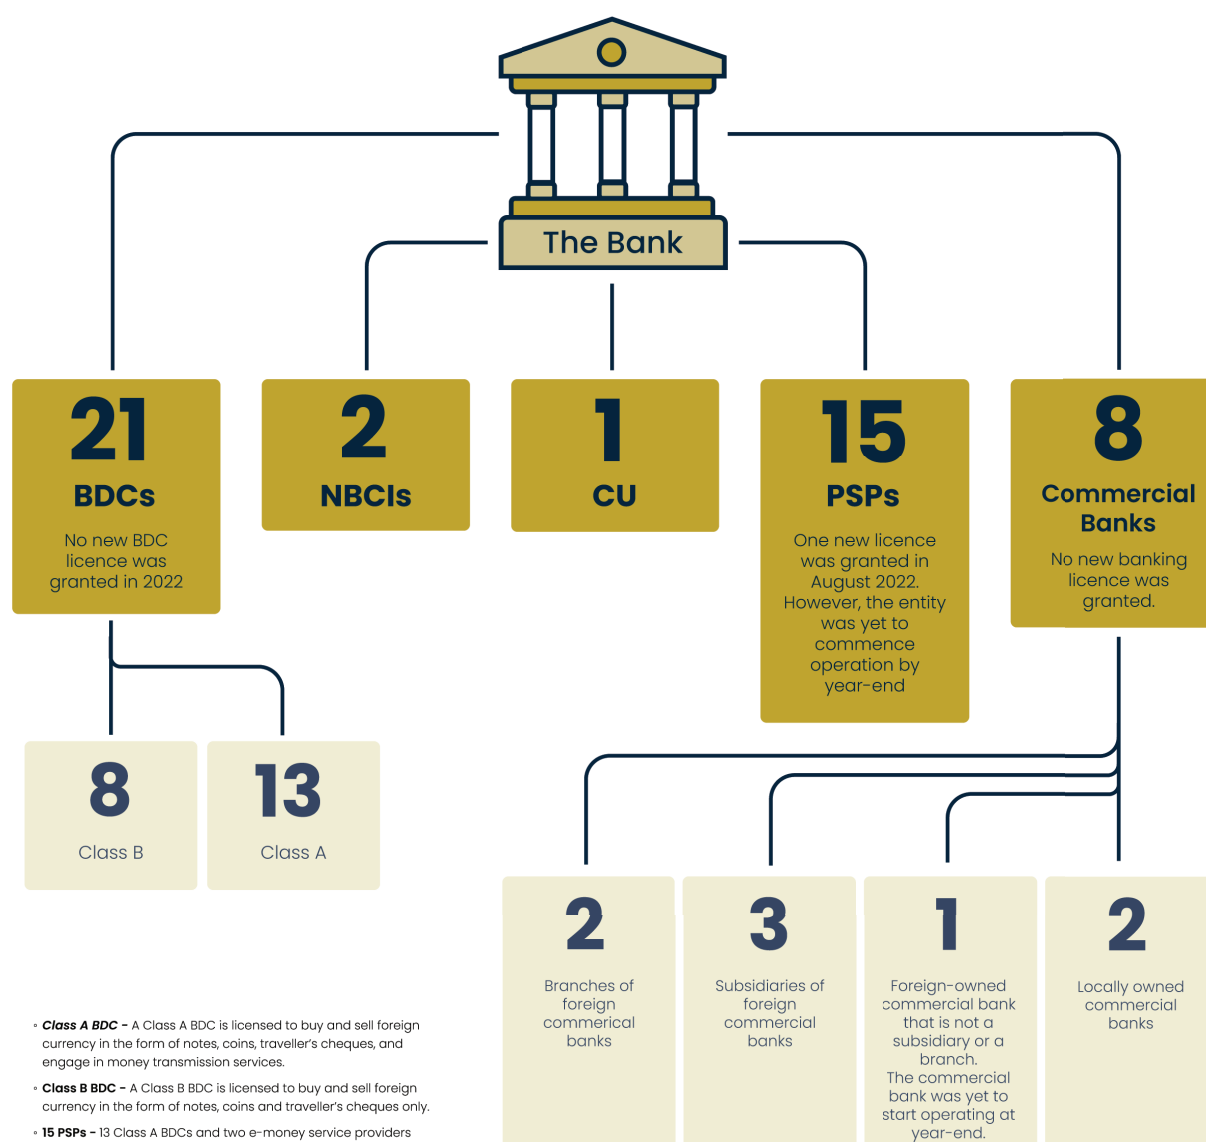 The Bank
21
BDCs
No new BDC
licence was
granted in 2022
2
NBCIs
1
CU
15
PSPs
One new licence
was granted in
August 2022.
However, the entity
was yet to
commence
operation by
year-end
8
Commercial
Banks
No new banking
licence was
granted.
8
Class B
13
Class A
2
Branches of
foreign
commerical
banks
3
Subsidiaries of
foreign
commercial
banks
1
Foreign-owned
commercial bank
that is not a
subsidiary or a
branch.
The commercial
bank was yet to
start operating at
year-end.
2
Locally owned
commercial
banks
◦ Class A BDC - A Class A BDC is licensed to buy and sell foreign
currency in the form of notes, coins, traveller's cheques, and
engage in money transmission services.
◦ Class B BDC - A Class B BDC is licensed to buy and sell foreign
currency in the form of notes, coins and traveller's cheques only.
◦ 15 PSPs - 13 Class A BDCs and two e-money service providers